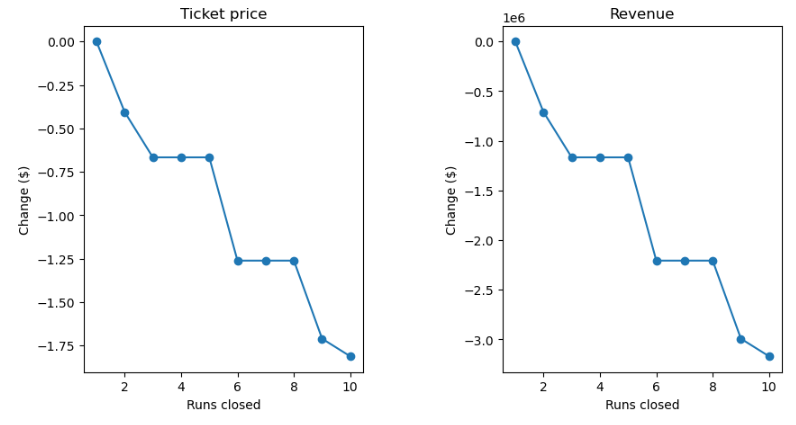 Ticket price
0.00
−0.25
−0.50
−0.75
−1.00
−1.25
−1.50
−1.75
Change ($)
2 4 6 8 10
Runs closed
Revenue
1e6
0.0
−0.5
−1.0
−1.5
−2.0
−2.5
−3.0
Change ($)
2 4 6 8 10
Runs closed